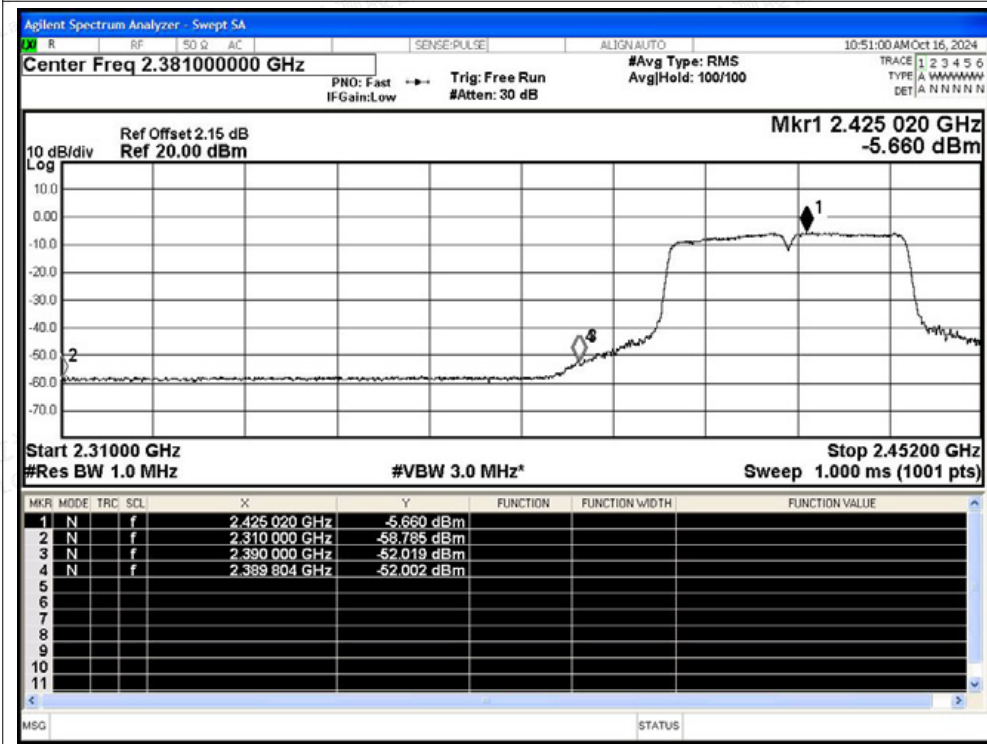 Agilent Spectrum Analyzer - Swept SA
LXI R RF 50 Ω AC SENSE:PULSE ALIGN AUTO 10:51:00 AM Oct 16, 2024
Center Freq 2.381000000 GHz
#Avg Type: RMS
TRACE 1 2 3 4 5 6
PNO: Fast Trig: Free Run Avg|Hold: 100/100
TYPE A WWWWW
IFGain:Low #Atten: 30 dB
DET A N N N N N
Mkr1 2.425 020 GHz
-5.660 dBm
Ref Offset 2.15 dB
10 dB/div Ref 20.00 dBm
Log
10.0
1
0.00
-10.0
-20.0
-30.0
-40.0
-50.0 2
-60.0
-70.0
Start 2.31000 GHz Stop 2.45200 GHz
#Res BW 1.0 MHz #VBW 3.0 MHz* Sweep 1.000 ms (1001 pts)
MKR MODE TRC SCL X Y FUNCTION FUNCTION WIDTH FUNCTION VALUE
1 N f 2.425 020 GHz -5.660 dBm
2 N f 2.310 000 GHz -58.785 dBm
3 N f 2.390 000 GHz -52.019 dBm
4 N f 2.389 804 GHz -52.002 dBm
5
6
7
8
9
10
11
MSG STATUS